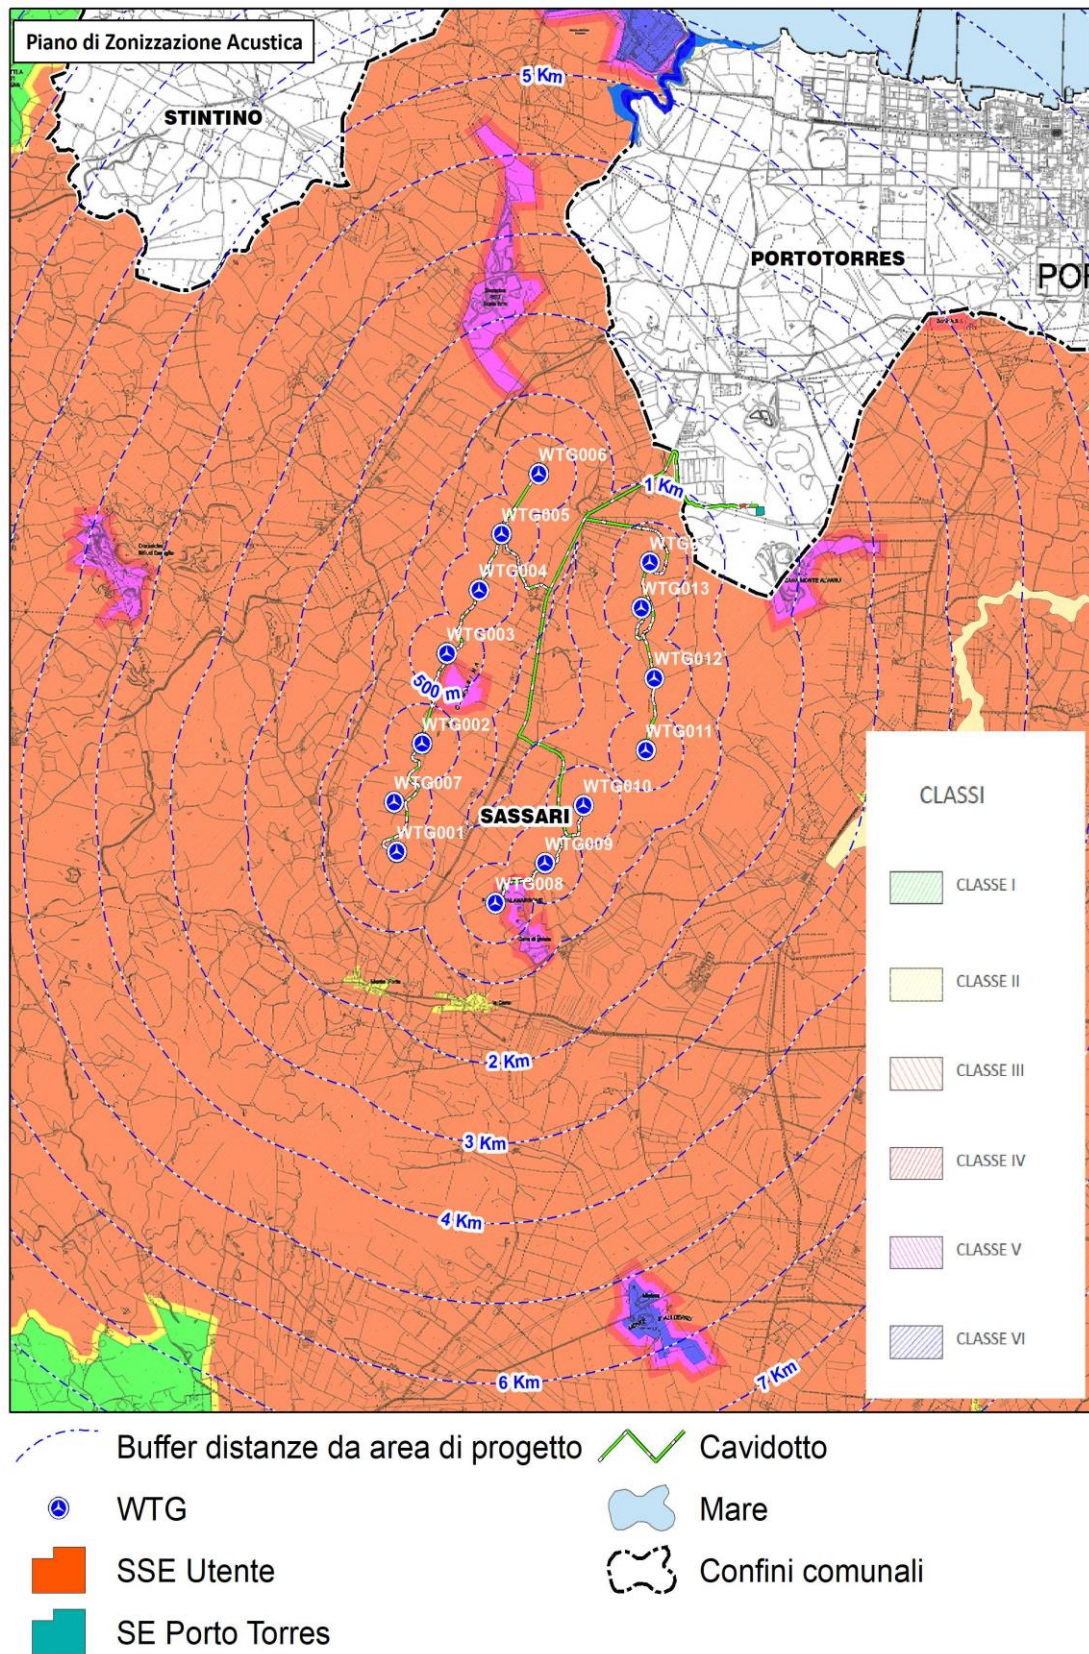 Piano di Zonizzazione Acustica
5 Km
STINTINO
PORTOTORRES
POR
WTG006
1 Km
WTG005
WTG004
WTG013
WTG003
WTG012
500 m
WTG002
WTG011
WTG007
WTG010
SASSARI
WTG001
WTG009
WTG008
2 Km
3 Km
4 Km
6 Km
7 Km
CLASSI
CLASSE I
CLASSE II
CLASSE III
CLASSE IV
CLASSE V
CLASSE VI
Buffer distanze da area di progetto
Cavidotto
WTG
Mare
SSE Utente
Confini comunali
SE Porto Torres